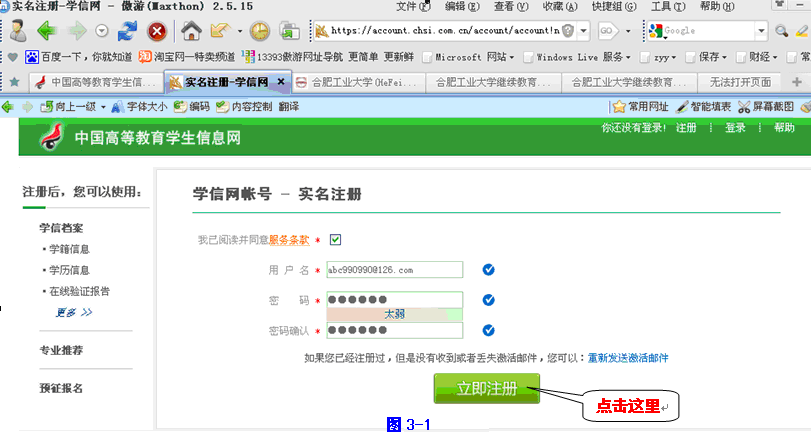 实名注册-学信网 - 傲游(Maxthon) 2.5.15 文件(F) 编辑(E) 查看(V) 收藏(A) 快捷组(G) 工具(T) 帮助(H)
https://account.chsi.com.cn/account/account!n GO Google
百度一下，你就知道 淘宝网一特卖频道 13393傲游网址导航 更简单 更新鲜 Microsoft 网站 Windows Live 服务 zyy 保存 财经
中国高等教育学生信... 实名注册-学信网 合肥工业大学(HeFei... 合肥工业大学继续教育... 合肥工业大学继续教育... 无法打开页面
向上一级 字体大小 编码 内容控制 翻译 常用网址 智能填表 屏幕截图
中国高等教育学生信息网
你还没有登录! 注册 | 登录 | 帮助
注册后，您可以使用：
学信档案
·学籍信息
·学历信息
·在线验证报告
更多 >>
专业推荐
预征报名
学信网帐号 - 实名注册
我已阅读并同意服务条款 *
用 户 名 * abc990990@126.com
密 码 * ●●●●●●
太弱
密码确认 * ●●●●●●
如果您已经注册过，但是没有收到或者丢失激活邮件，您可以：重新发送激活邮件
立即注册
点击这里
图 3-1